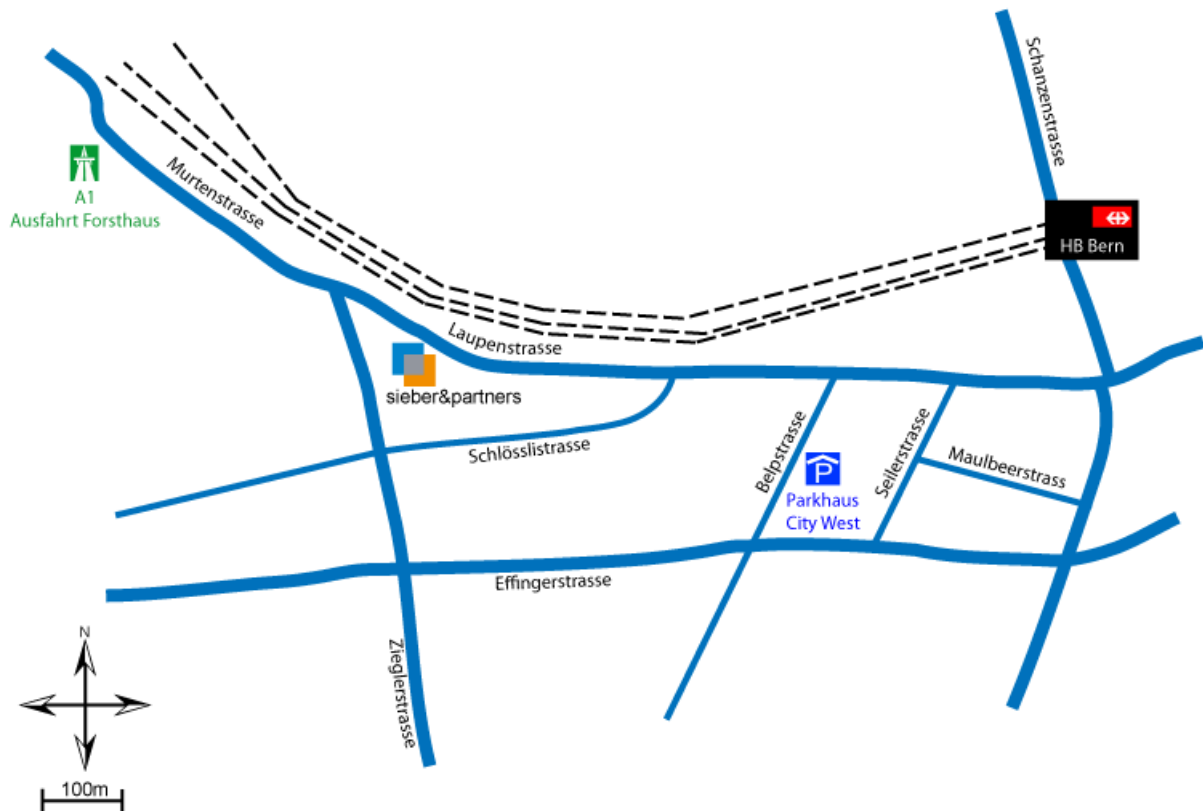 Schanzenstrasse
A1
Ausfahrt Forsthaus
Murtenstrasse
HB Bern
Laupenstrasse
sieber&partners
Schlösslistrasse
Belpstrasse
Seilerstrasse
Maulbeerstrass
P
Parkhaus
City West
Effingerstrasse
Zieglerstrasse
N
100m